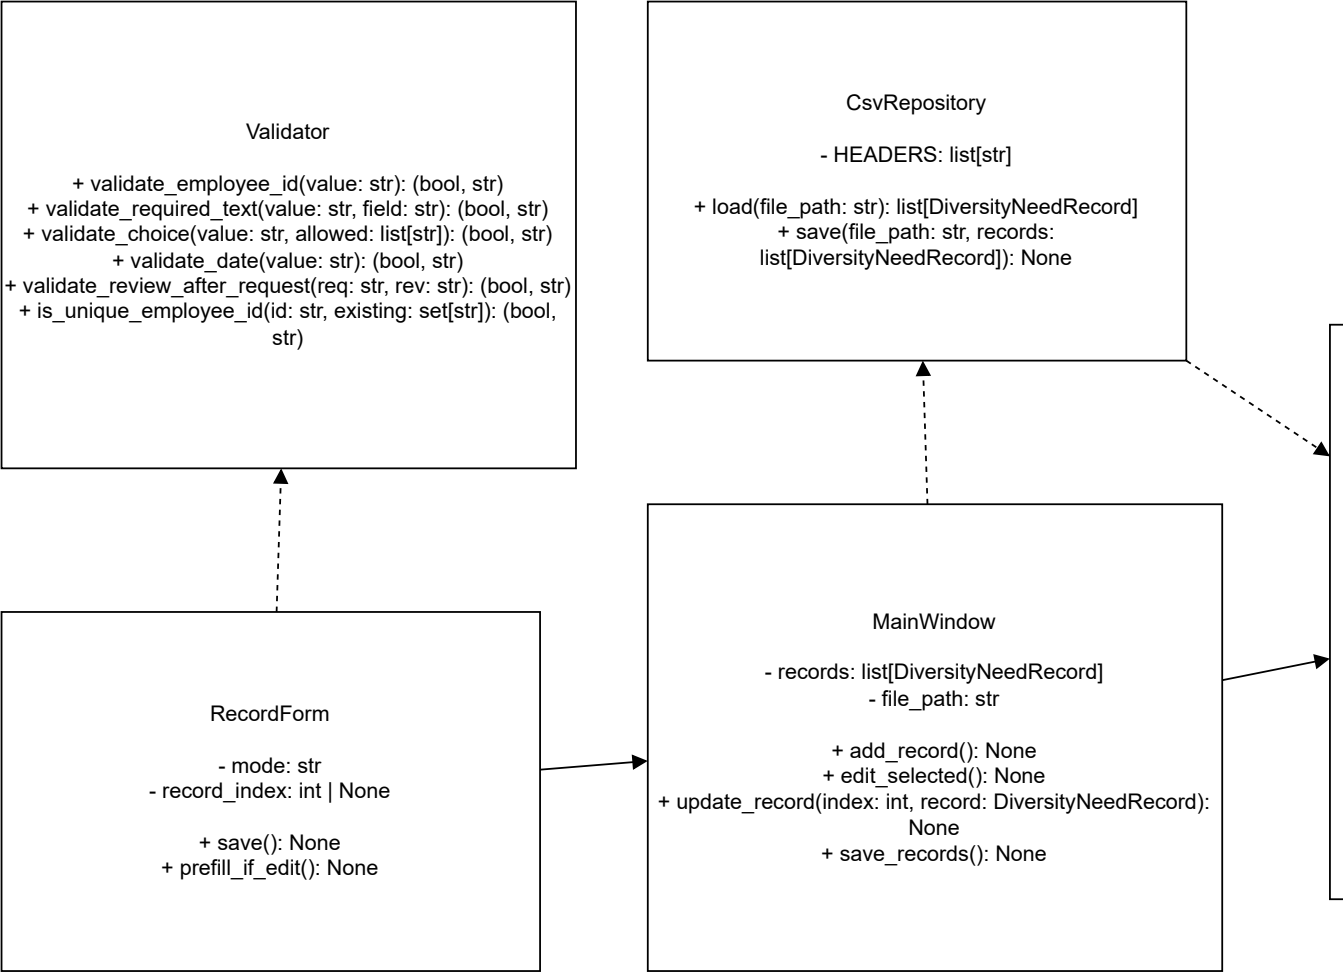 Validator
+ validate_employee_id(value: str): (bool, str)
+ validate_required_text(value: str, field: str): (bool, str)
+ validate_choice(value: str, allowed: list[str]): (bool, str)
+ validate_date(value: str): (bool, str)
+ validate_review_after_request(req: str, rev: str): (bool, str)
+ is_unique_employee_id(id: str, existing: set[str]): (bool,
str)
CsvRepository
- HEADERS: list[str]
+ load(file_path: str): list[DiversityNeedRecord]
+ save(file_path: str, records:
list[DiversityNeedRecord]): None
RecordForm
- mode: str
- record_index: int | None
+ save(): None
+ prefill_if_edit(): None
MainWindow
- records: list[DiversityNeedRecord]
- file_path: str
+ add_record(): None
+ edit_selected(): None
+ update_record(index: int, record: DiversityNeedRecord):
None
+ save_records(): None